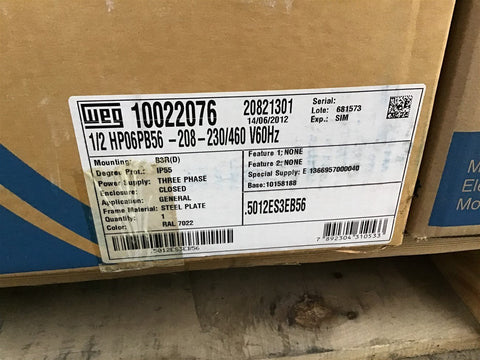 WEG 10022076 20821301 Serial:
14/06/2012 Lote: 681573
Exp.: SIM
1/2 HP06PB56 -208-230/460 V60Hz
Mounting: B3R(D)
Degree Prot.: IP55
Power Supply: THREE PHASE
Enclosure: CLOSED
Application: GENERAL
Frame Material: STEEL PLATE
Quantity: 1
Color: RAL 7022
Feature 1; NONE
Feature 2; NONE
Special Supply: E 1366957000040
Base:10158188
.5012ES3EB56
.5012ES3EB56
7 892304 310533
M
Ele
Mo